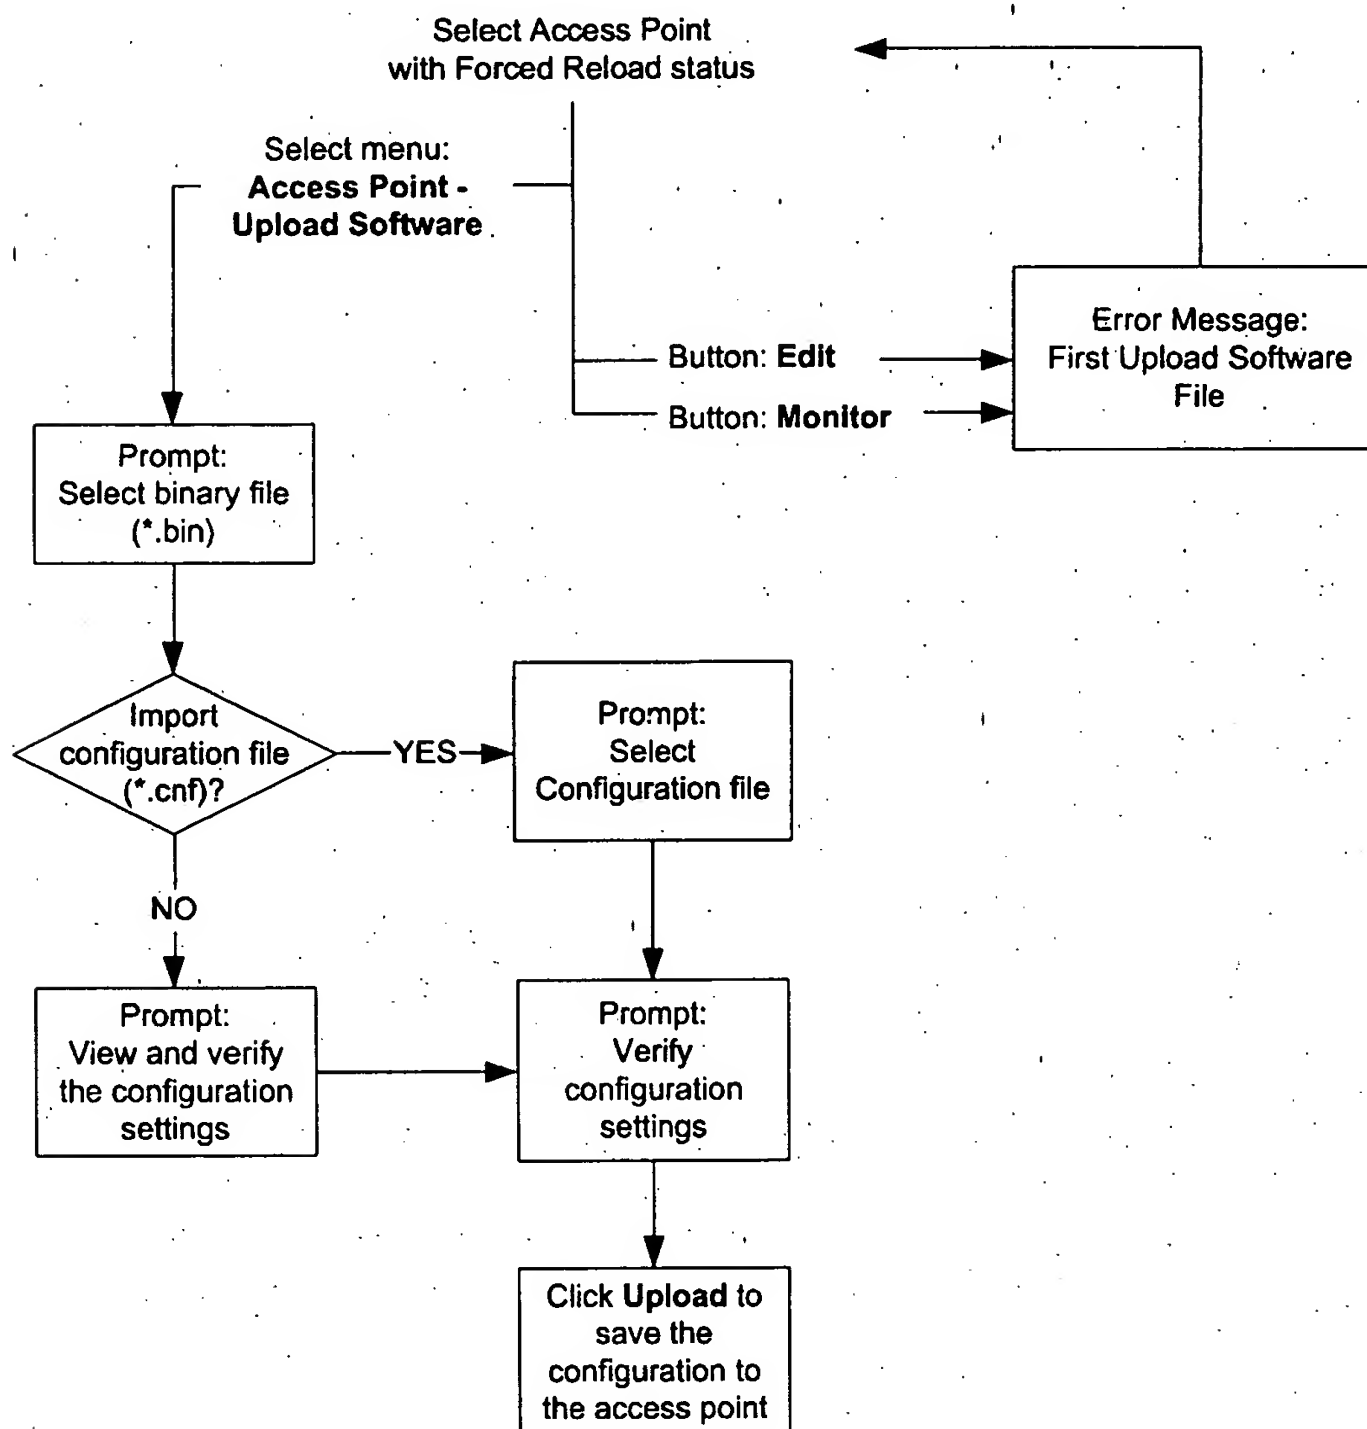 Select Access Point
with Forced Reload status
Select menu:
Access Point -
Upload Software
Button: Edit
Button: Monitor
Error Message:
First Upload Software
File
Prompt:
Select binary file
(*.bin)
Import
configuration file
(*.cnf)?
YES
Prompt:
Select
Configuration file
NO
Prompt:
View and verify
the configuration
settings
Prompt:
Verify
configuration
settings
Click Upload to
save the
configuration to
the access point